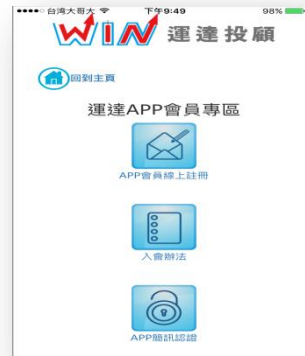 台湾大哥大 下午9:49 98%
WIN 運達投顧
回到主頁
運達APP會員專區
APP會員線上註冊
入會辦法
APP簡訊認證